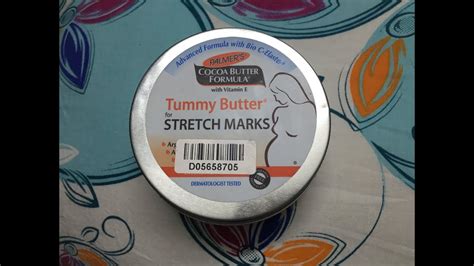 Advanced Formula with Bio C-Elaste®
PALMER'S
COCOA BUTTER
FORMULA®
with Vitamin E
Tummy Butter®
for
STRETCH MARKS
D05658705
DERMATOLOGIST TESTED